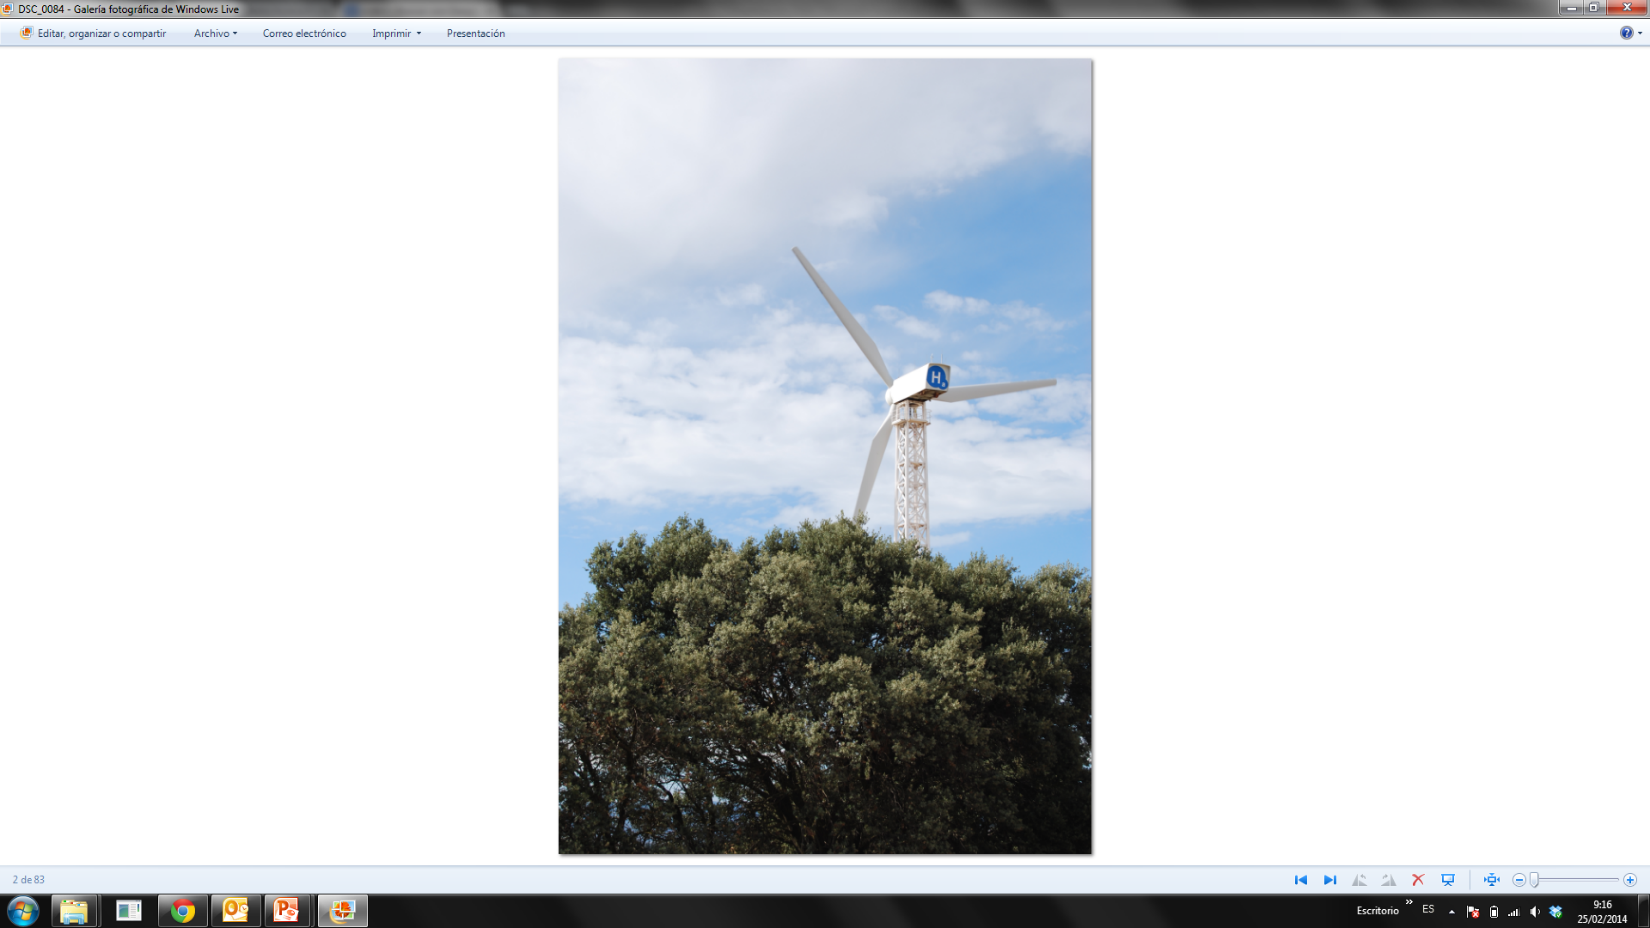 DSC_0084 - Galería fotográfica de Windows Live
Editar, organizar o compartir Archivo Correo electrónico Imprimir Presentación
H₂
2 de 83
Escritorio » ES 9:16
25/02/2014